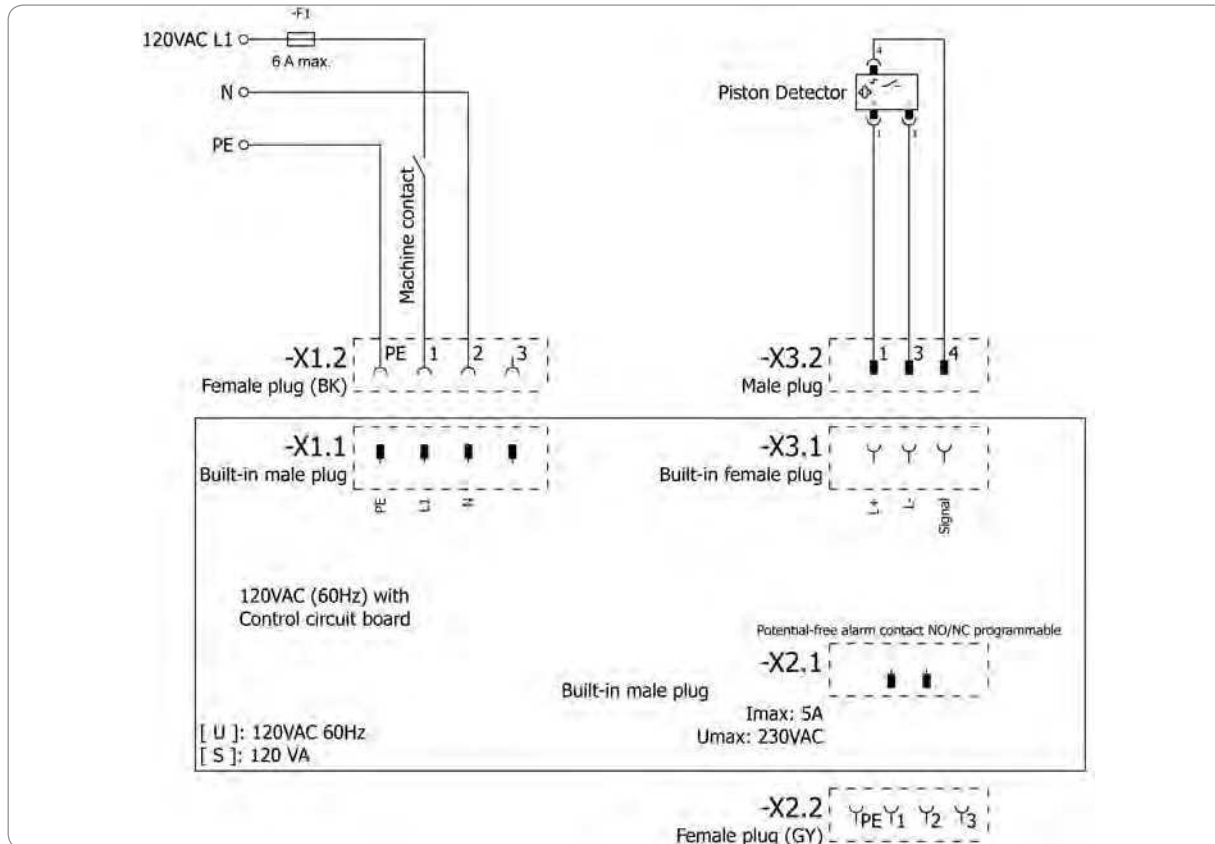 -F1
120VAC L1
6 A max.
N
PE
Machine contact
4
Piston Detector
1
-X1.2 PE 1 2 3
Female plug (BK)
-X3.2 1 3 4
Male plug
-X1.1
Built-in male plug
PE L1 N
-X3.1
Built-in female plug
L+ L- Signal
120VAC (60Hz) with
Control circuit board
Potential-free alarm contact NO/NC programmable
-X2.1
Built-in male plug
Imax: 5A
Umax: 230VAC
[ U ]: 120VAC 60Hz
[ S ]: 120 VA
-X2.2 PE 1 2 3
Female plug (GY)